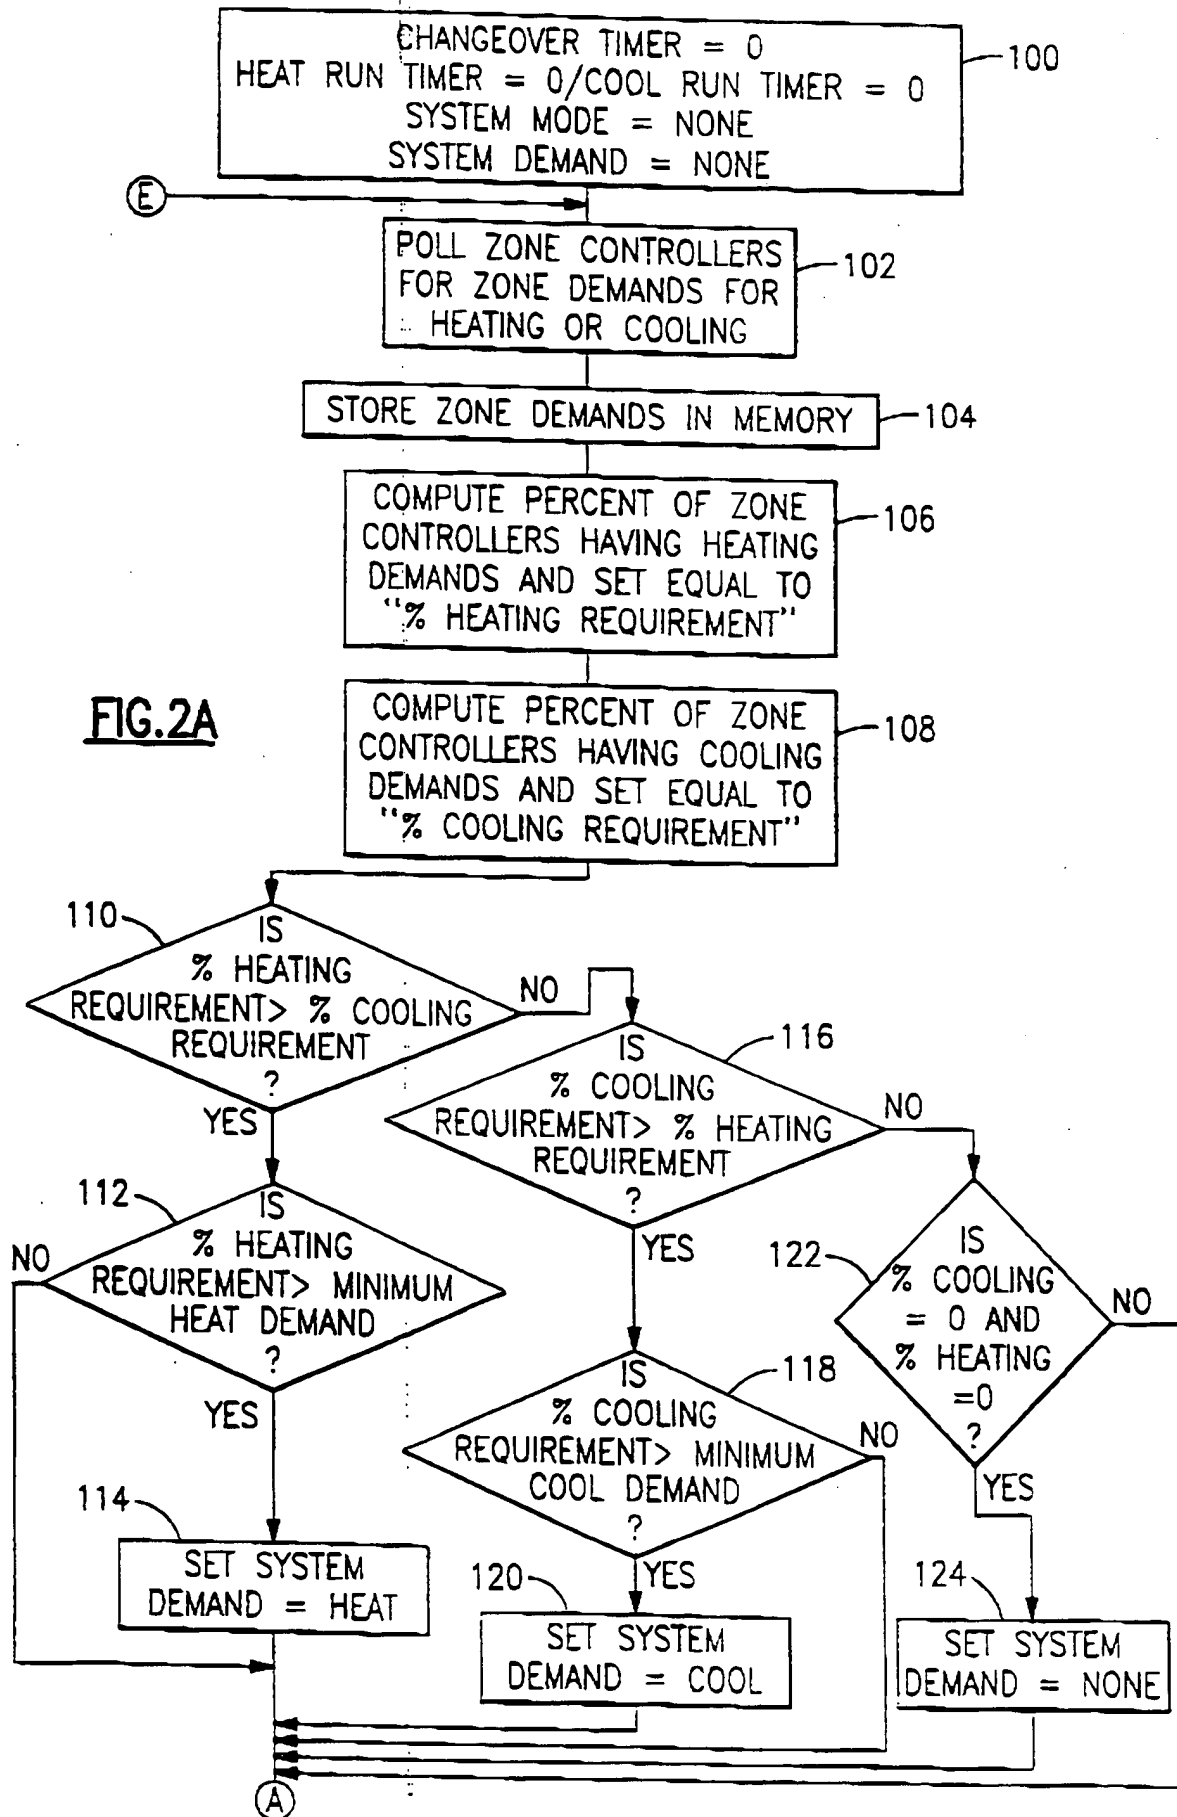 CHANGEOVER TIMER = 0
HEAT RUN TIMER = 0/COOL RUN TIMER = 0
SYSTEM MODE = NONE
SYSTEM DEMAND = NONE
100
E
POLL ZONE CONTROLLERS
FOR ZONE DEMANDS FOR
HEATING OR COOLING
102
STORE ZONE DEMANDS IN MEMORY
104
COMPUTE PERCENT OF ZONE
CONTROLLERS HAVING HEATING
DEMANDS AND SET EQUAL TO
"% HEATING REQUIREMENT"
106
FIG.2A
COMPUTE PERCENT OF ZONE
CONTROLLERS HAVING COOLING
DEMANDS AND SET EQUAL TO
"% COOLING REQUIREMENT"
108
110
IS
% HEATING
REQUIREMENT> % COOLING
REQUIREMENT
?
NO
YES
116
IS
% COOLING
REQUIREMENT> % HEATING
REQUIREMENT
?
NO
YES
112
IS
% HEATING
REQUIREMENT> MINIMUM
HEAT DEMAND
?
NO
YES
122
IS
% COOLING
= 0 AND
% HEATING
=0
?
NO
YES
118
IS
% COOLING
REQUIREMENT> MINIMUM
COOL DEMAND
?
NO
YES
114
SET SYSTEM
DEMAND = HEAT
120
SET SYSTEM
DEMAND = COOL
124
SET SYSTEM
DEMAND = NONE
A